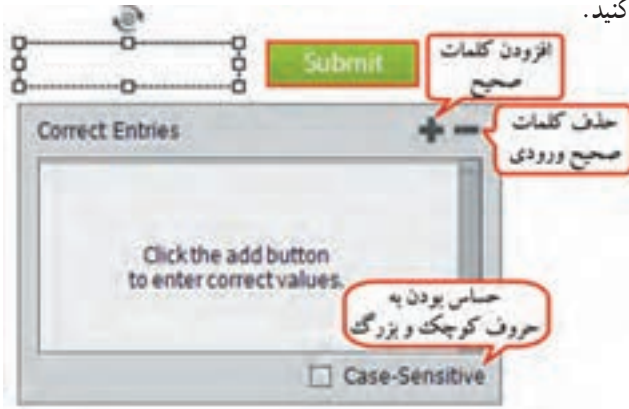 کنید.
Submit
افزودن کلمات
صحیح
Correct Entries
حذف کلمات
صحیح ورودی
Click the add button
to enter correct values.
حساس بودن به
حروف کوچک و بزرگ
Case-Sensitive